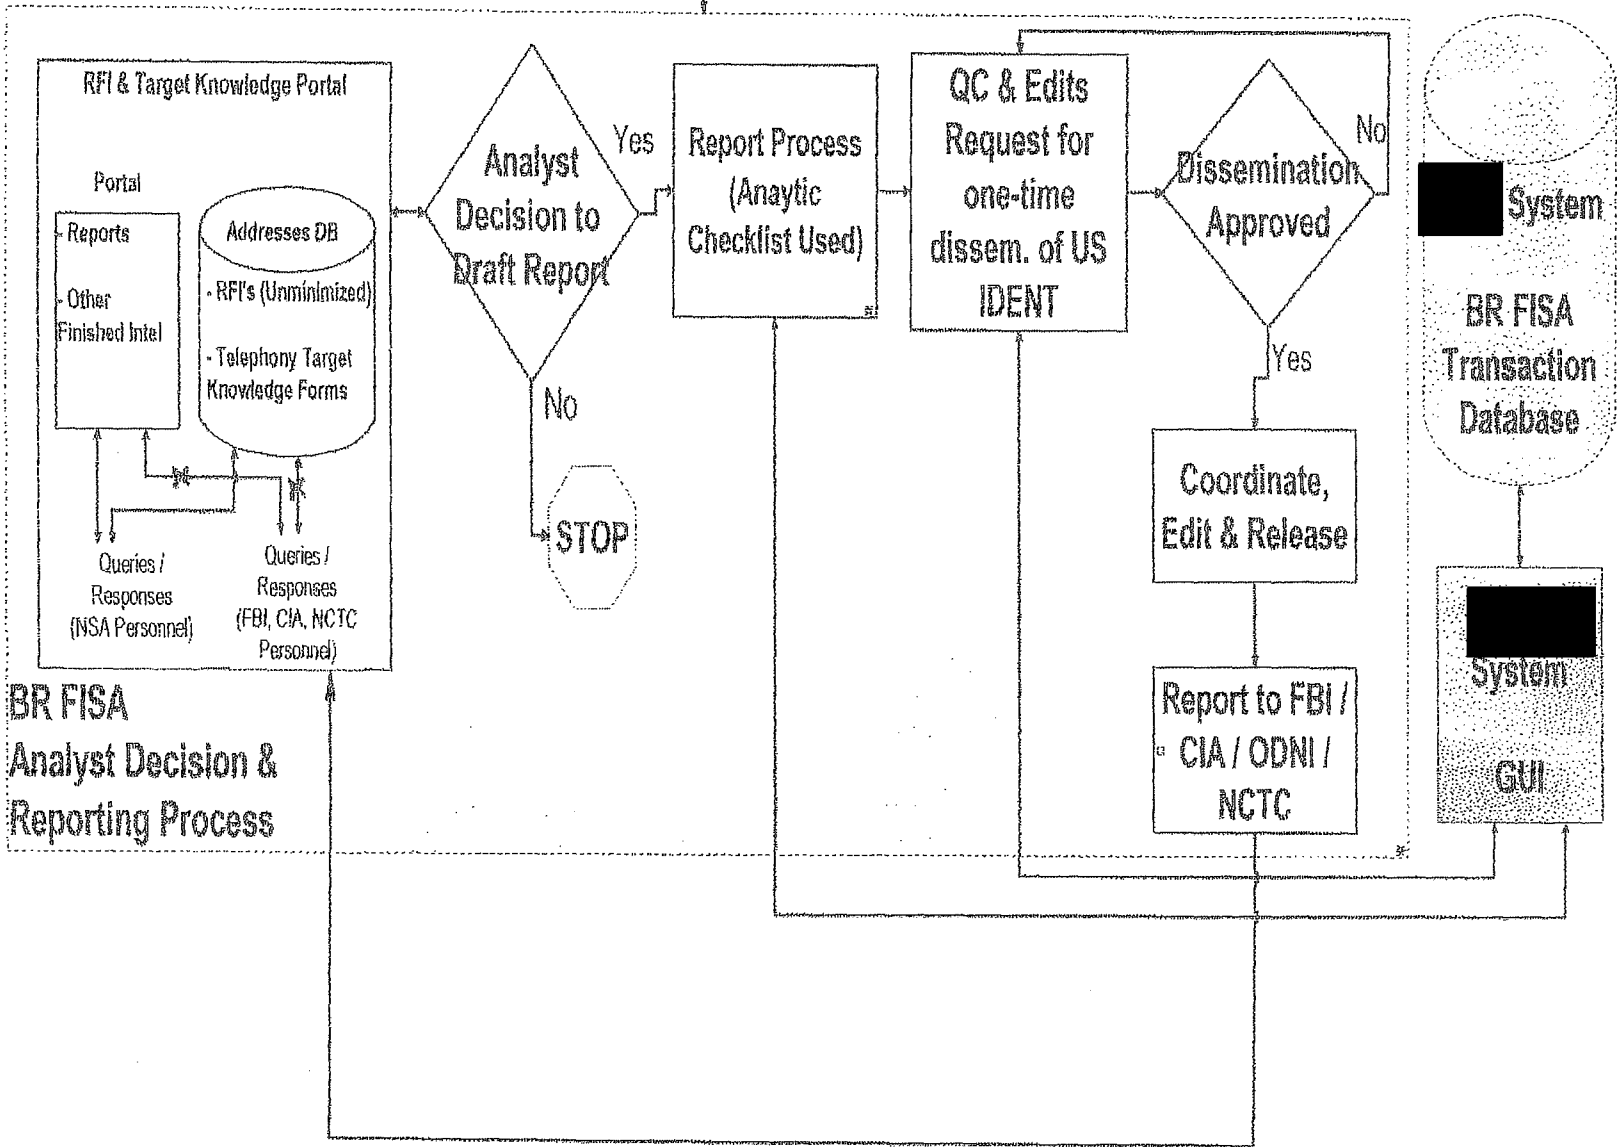 RFI & Target Knowledge Portal
Portal
- Reports
- Other
Finished Intel
Addresses DB
- RFI's (Unminimized)
- Telephony Target
Knowledge Forms
Queries /
Responses
(NSA Personnel)
Queries /
Responses
(FBI, CIA, NCTC
Personnel)
BR FISA
Analyst Decision &
Reporting Process
Analyst
Decision to
Draft Report
Yes
No
STOP
Report Process
(Anaytic
Checklist Used)
QC & Edits
Request for
one-time
dissem. of US
IDENT
Dissemination
Approved
No
Yes
Coordinate,
Edit & Release
Report to FBI /
CIA / ODNI /
NCTC
System
BR FISA
Transaction
Database
System
GUI